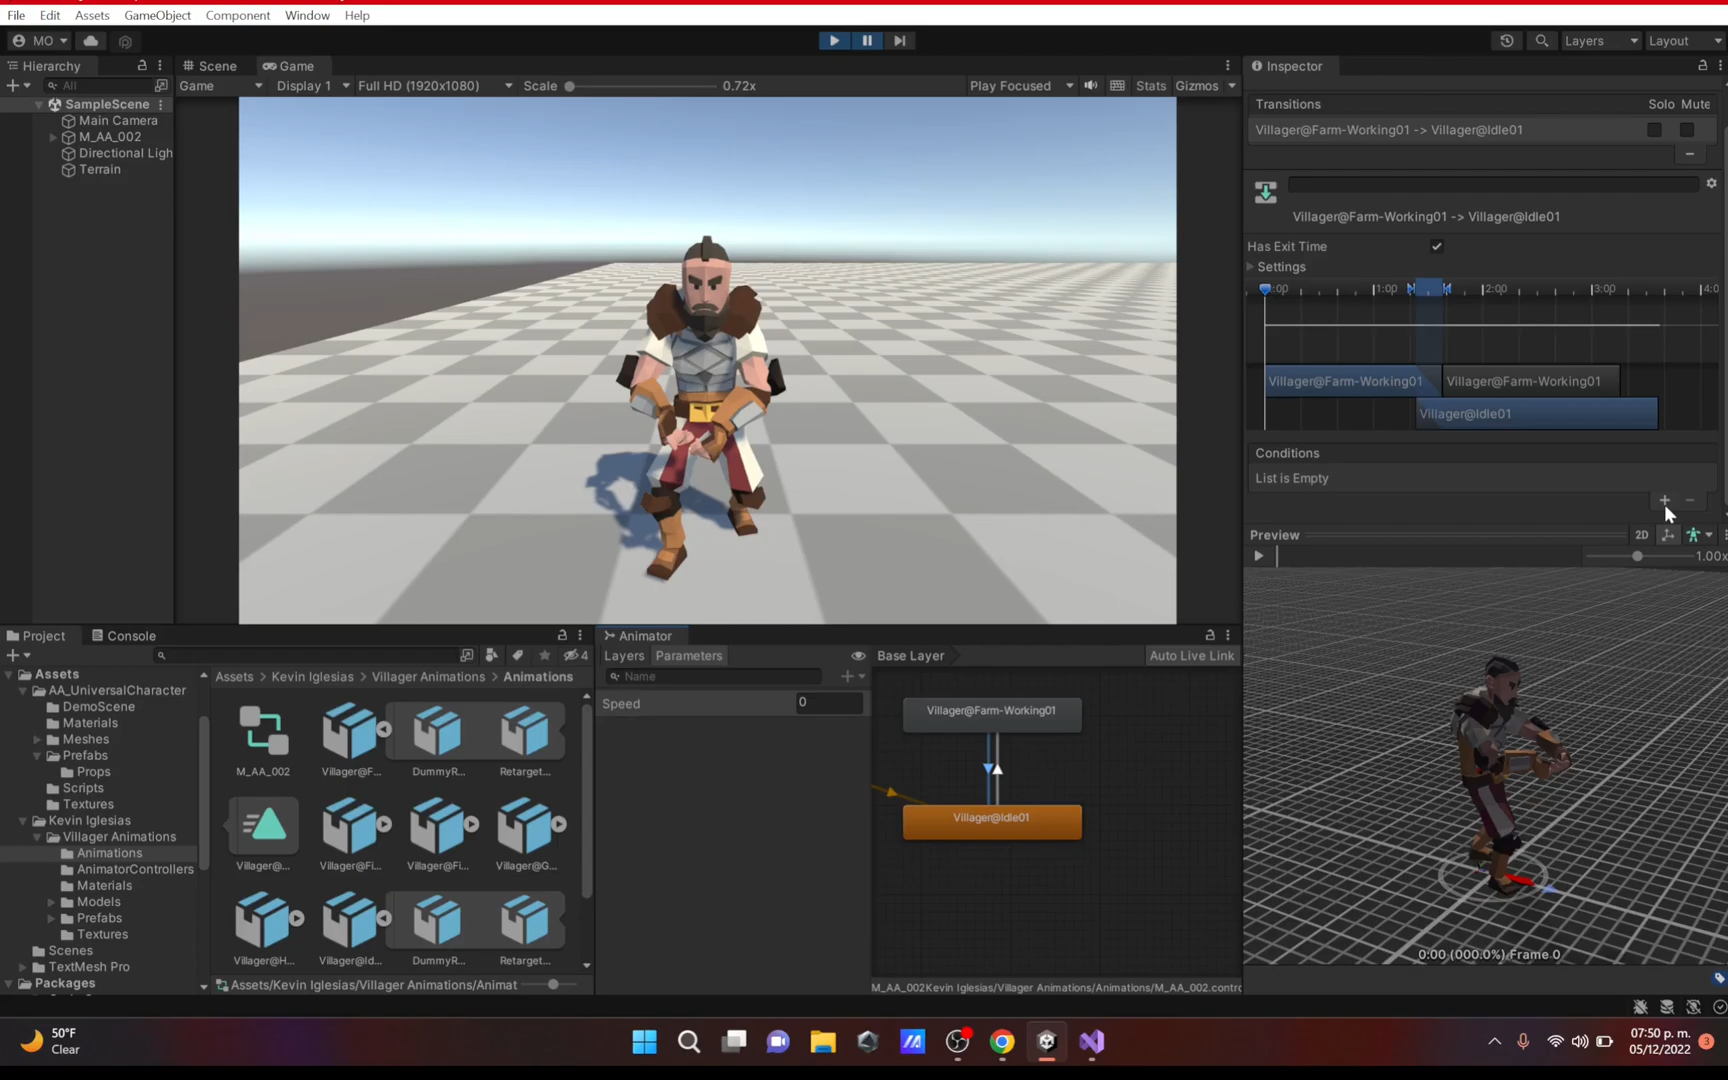 File Edit Assets GameObject Component Window Help
MO Layers Layout
Hierarchy
All
SampleScene
Main Camera
M_AA_002
Directional Ligh
Terrain
Scene Game
Game Display 1 Full HD (1920x1080) Scale 0.72x Play Focused Stats Gizmos
Inspector
Transitions Solo Mute
Villager@Farm-Working01 -> Villager@Idle01
Villager@Farm-Working01 -> Villager@Idle01
Has Exit Time
Settings
:00 1:00 2:00 3:00 4:0
Villager@Farm-Working01 Villager@Farm-Working01
Villager@Idle01
Conditions
List is Empty
Preview 2D
1.00x
0:00 (000.0%) Frame 0
Project Console
4
Assets
AA_UniversalCharacter
DemoScene
Materials
Meshes
Prefabs
Props
Scripts
Textures
Kevin Iglesias
Villager Animations
Animations
AnimatorControllers
Materials
Models
Prefabs
Textures
Scenes
TextMesh Pro
Packages
Assets > Kevin Iglesias > Villager Animations > Animations
M_AA_002 Villager@F... DummyR... Retarget...
Villager@... Villager@Fi... Villager@Fi... Villager@G...
Villager@H... Villager@Id... DummyR... Retarget...
Assets/Kevin Iglesias/Villager Animations/Animat
Animator
Layers Parameters Base Layer Auto Live Link
Name
Speed 0
Villager@Farm-Working01
Villager@Idle01
M_AA_002Kevin Iglesias/Villager Animations/Animations/M_AA_002.contro
50°F
Clear
07:50 p. m.
05/12/2022
3